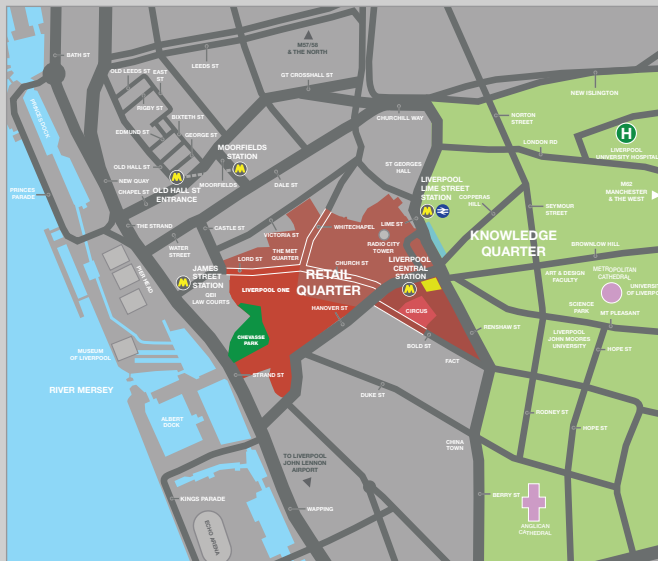 BATH ST
LEEDS ST
M57/58
& THE NORTH
GT CROSSHALL ST
OLD LEEDS ST
EAST
ST
NEW ISLINGTON
PRINCES DOCK
RIGBY ST
BIXTETH ST
CHURCHILL WAY
NORTON
STREET
EDMUND ST
GEORGE ST
H
LONDON RD
LIVERPOOL
UNIVERSITY HOSPITAL
MOORFIELDS
STATION
ST GEORGES
HALL
OLD HALL ST
NEW QUAY
CHAPEL ST
OLD HALL ST
ENTRANCE
MOORFIELDS
DALE ST
LIVERPOOL
LIME STREET
STATION
COPPERAS
HILL
M62
MANCHESTER
& THE WEST
PRINCES
PARADE
SEYMOUR
STREET
THE STRAND
CASTLE ST
VICTORIA ST
WHITECHAPEL
LIME ST
KNOWLEDGE
QUARTER
WATER
STREET
RADIO CITY
TOWER
BROWNLOW HILL
THE MET
QUARTER
LORD ST
CHURCH ST
LIVERPOOL
CENTRAL
STATION
PIER HEAD
JAMES
STREET
STATION
RETAIL
QUARTER
ART & DESIGN
FACULTY
METROPOLITAN
CATHEDRAL
UNIVERSI
OF LIVERPO
LIVERPOOL ONE
QEII
LAW COURTS
HANOVER ST
CIRCUS
SCIENCE
PARK
MT PLEASANT
RENSHAW ST
CHEVASSE
PARK
BOLD ST
LIVERPOOL
JOHN MOORES
UNIVERSITY
HOPE ST
MUSEUM
OF LIVERPOOL
FACT
STRAND ST
RIVER MERSEY
DUKE ST
RODNEY ST
ALBERT
DOCK
HOPE ST
CHINA
TOWN
TO LIVERPOOL
JOHN LENNON
AIRPORT
KINGS PARADE
BERRY ST
WAPPING
ANGLICAN
CATHEDRAL
ECHO ARENA